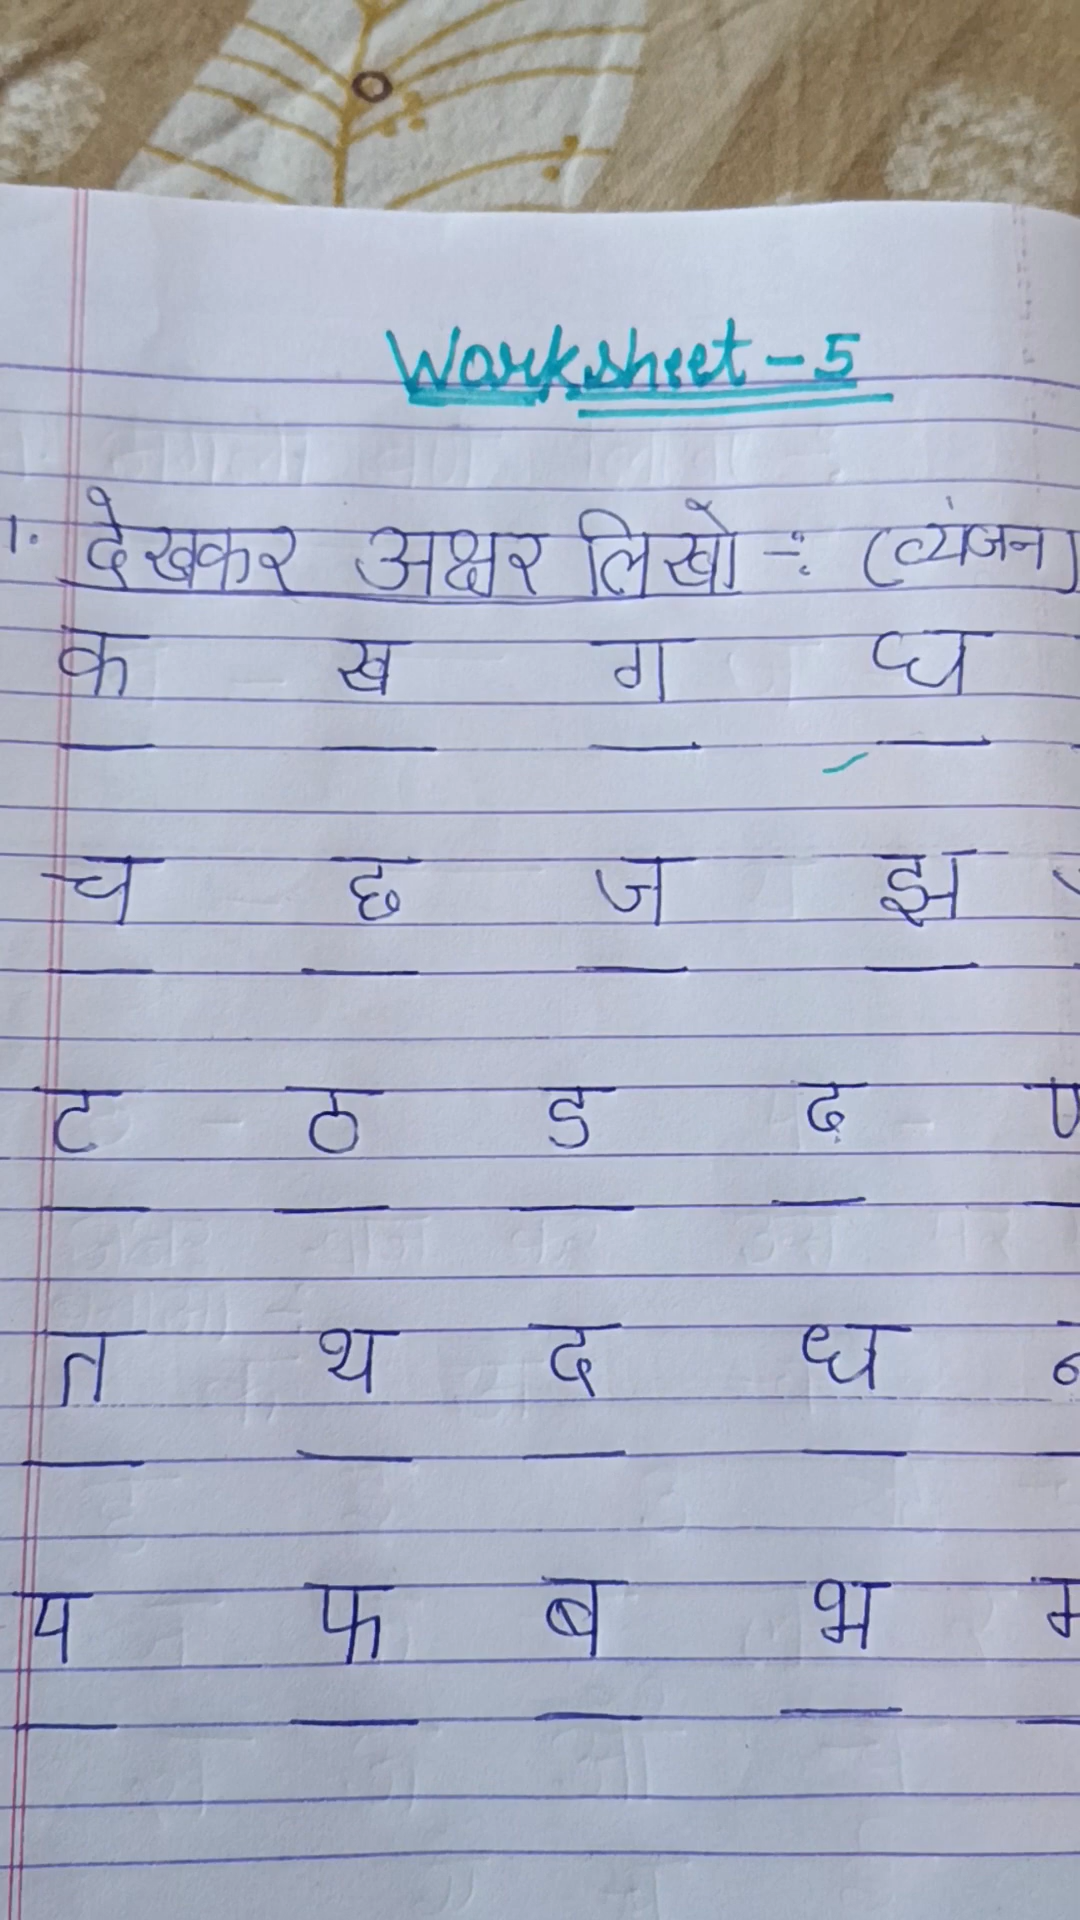 Worksheet - 5
1. देखकर अक्षर लिखो -: (व्यंजन)
क ख ग घ
च छ ज झ
ट ठ ड ढ ण
त थ द ध न
प फ ब भ म